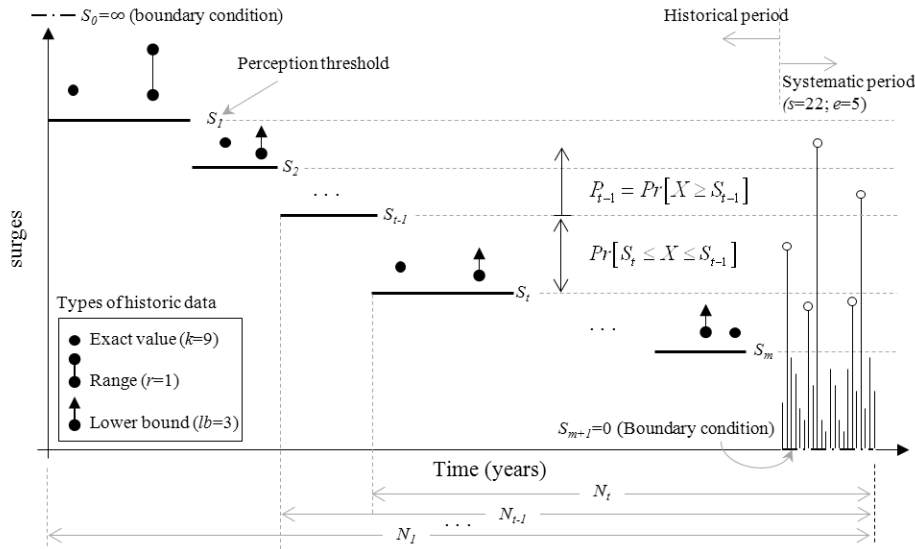 S0=∞ (boundary condition)
Historical period
Perception threshold
Systematic period
(s=22; e=5)
S1
S2
. . .
Pt-1 = Pr[X ≥ St-1]
St-1
surges
Pr[St ≤ X ≤ St-1]
St
Types of historic data
Exact value (k=9)
Range (r=1)
Lower bound (lb=3)
. . .
Sm
Sm+1=0 (Boundary condition)
Time (years)
Nt
Nt-1
. . .
N1